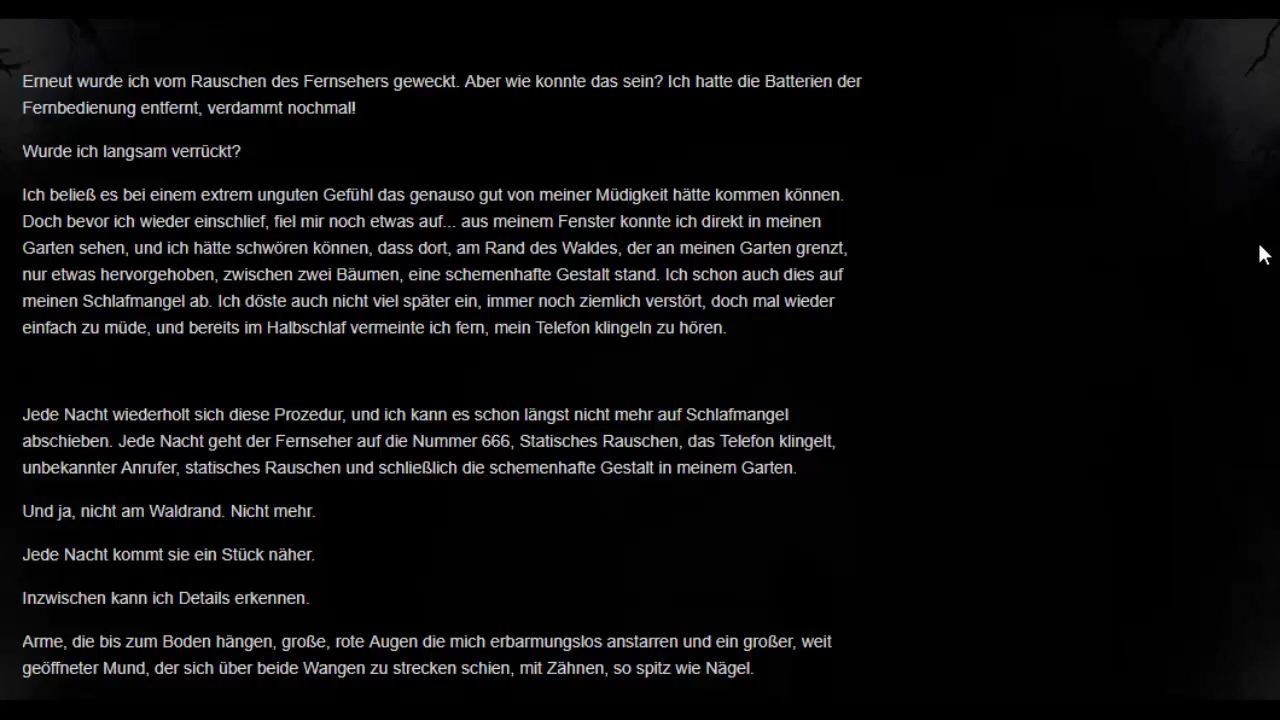 Erneut wurde ich vom Rauschen des Fernsehers geweckt. Aber wie konnte das sein? Ich hatte die Batterien der
Fernbedienung entfernt, verdammt nochmal!
Wurde ich langsam verrückt?
Ich beließ es bei einem extrem unguten Gefühl das genauso gut von meiner Müdigkeit hätte kommen können.
Doch bevor ich wieder einschlief, fiel mir noch etwas auf... aus meinem Fenster konnte ich direkt in meinen
Garten sehen, und ich hätte schwören können, dass dort, am Rand des Waldes, der an meinen Garten grenzt,
nur etwas hervorgehoben, zwischen zwei Bäumen, eine schemenhafte Gestalt stand. Ich schon auch dies auf
meinen Schlafmangel ab. Ich döste auch nicht viel später ein, immer noch ziemlich verstört, doch mal wieder
einfach zu müde, und bereits im Halbschlaf vermeinte ich fern, mein Telefon klingeln zu hören.
Jede Nacht wiederholt sich diese Prozedur, und ich kann es schon längst nicht mehr auf Schlafmangel
abschieben. Jede Nacht geht der Fernseher auf die Nummer 666, Statisches Rauschen, das Telefon klingelt,
unbekannter Anrufer, statisches Rauschen und schließlich die schemenhafte Gestalt in meinem Garten.
Und ja, nicht am Waldrand. Nicht mehr.
Jede Nacht kommt sie ein Stück näher.
Inzwischen kann ich Details erkennen.
Arme, die bis zum Boden hängen, große, rote Augen die mich erbarmungslos anstarren und ein großer, weit
geöffneter Mund, der sich über beide Wangen zu strecken schien, mit Zähnen, so spitz wie Nägel.